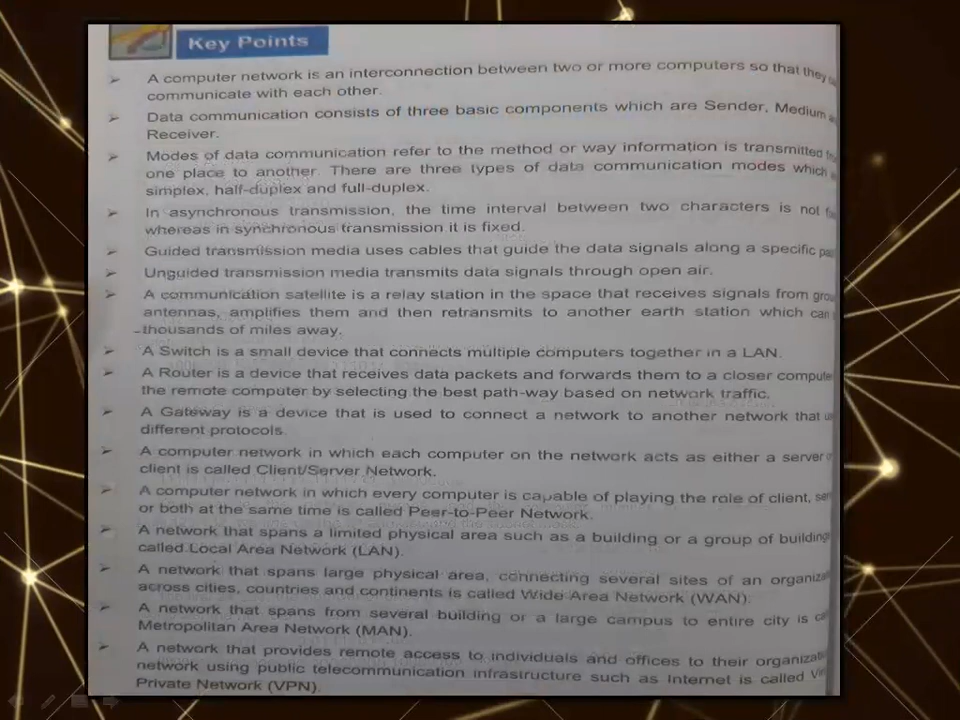 Key Points
A computer network is an interconnection between two or more computers so that they
communicate with each other.
Data communication consists of three basic components which are Sender, Medium
Receiver.
Modes of data communication refer to the method or way information is transmitted
one place to another. There are three types of data communication modes which
simplex, half-duplex and full-duplex.
In asynchronous transmission, the time interval between two characters is not
whereas in synchronous transmission it is fixed.
Guided transmission media uses cables that guide the data signals along a specific
Unguided transmission media transmits data signals through open air.
A communication satellite is a relay station in the space that receives signals from
antennas, amplifies them and then retransmits to another earth station which can
thousands of miles away.
A Switch is a small device that connects multiple computers together in a LAN.
A Router is a device that receives data packets and forwards them to a closer compute
the remote computer by selecting the best path-way based on network traffic.
A Gateway is a device that is used to connect a network to another network that
different protocols.
A computer network in which each computer on the network acts as either a server
client is called Client/Server Network.
A computer network in which every computer is capable of playing the role of client,
or both at the same time is called Peer-to-Peer Network.
A network that spans a limited physical area such as a building or a group of building
called Local Area Network (LAN).
A network that spans large physical area, connecting several sites of an
across cities, countries and continents is called Wide Area Network (WAN).
A network that spans from several building or a large campus to entire city is
Metropolitan Area Network (MAN).
A network that provides remote access to individuals and offices to their
network using public telecommunication infrastructure such as Internet is called
Private Network (VPN).